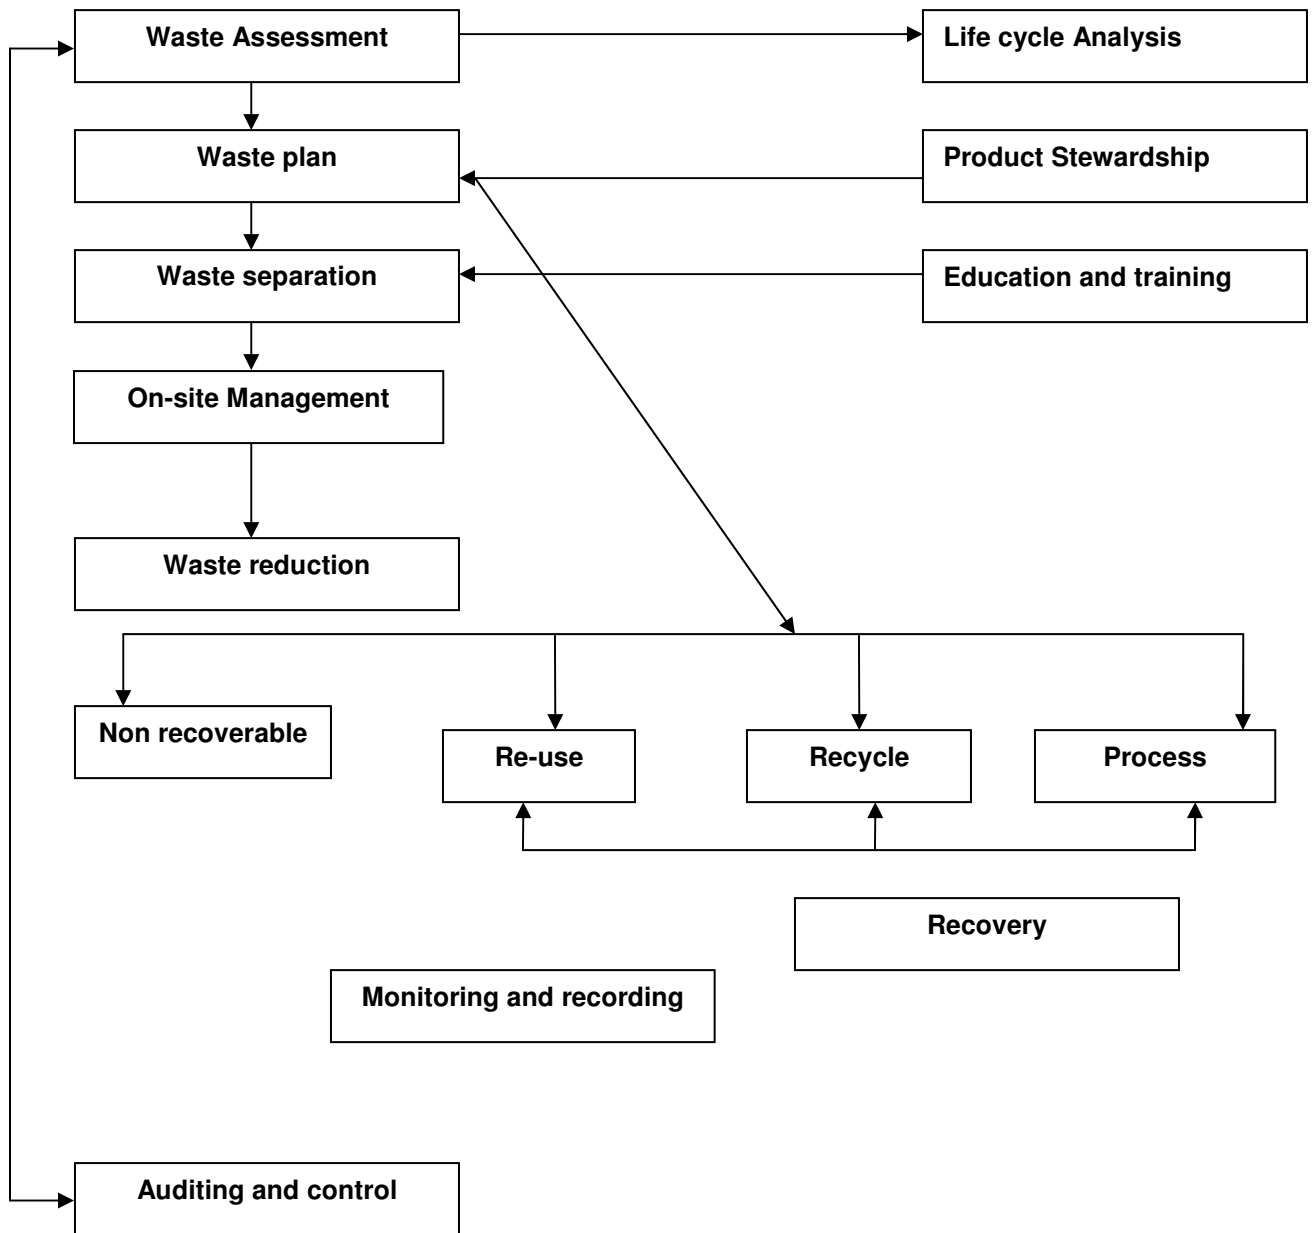 Waste Assessment
Life cycle Analysis
Waste plan
Product Stewardship
Waste separation
Education and training
On-site Management
Waste reduction
Non recoverable
Re-use
Recycle
Process
Recovery
Monitoring and recording
Auditing and control